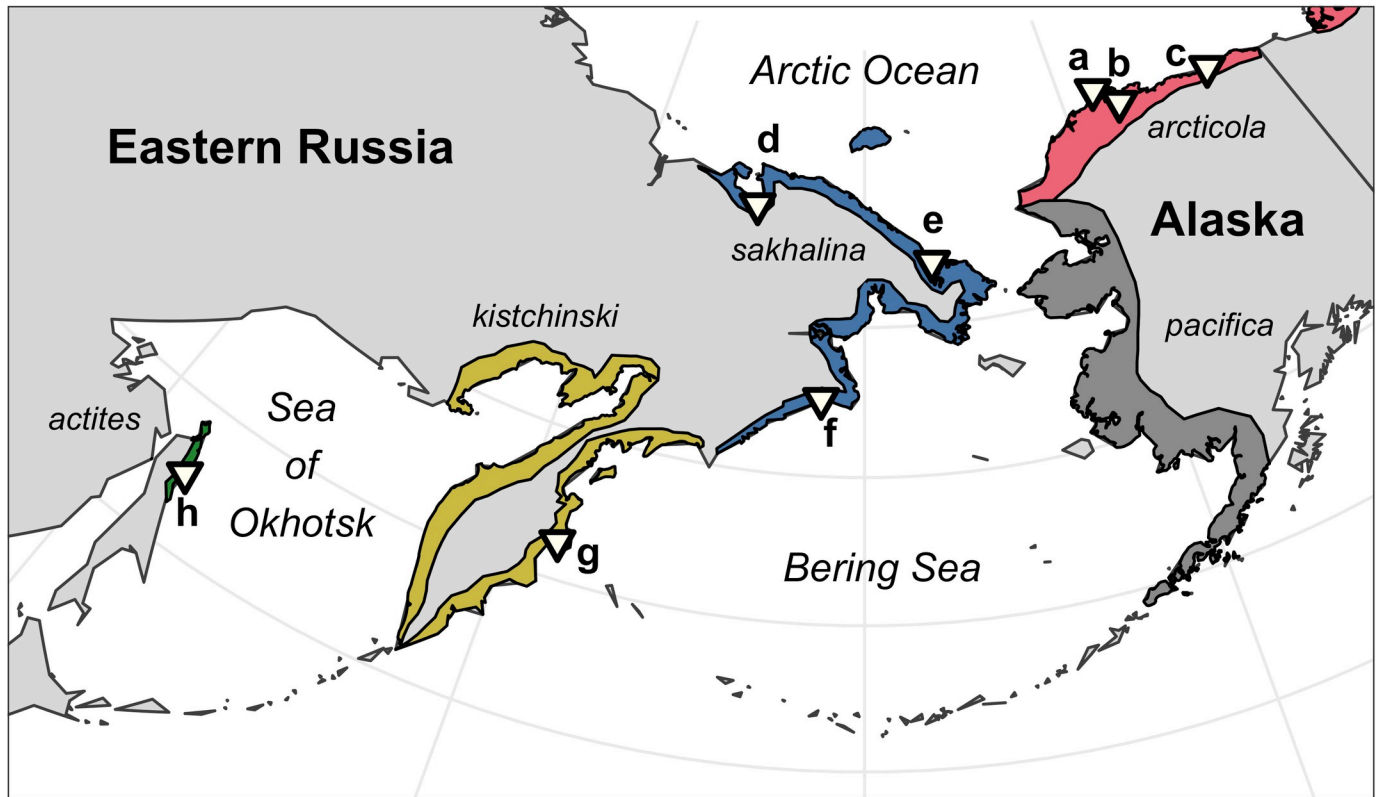 Arctic Ocean
a
b
c
arcticola
Eastern Russia
d
e
sakhalina
Alaska
kistchinski
pacifica
actites
Sea
of
Okhotsk
f
h
g
Bering Sea